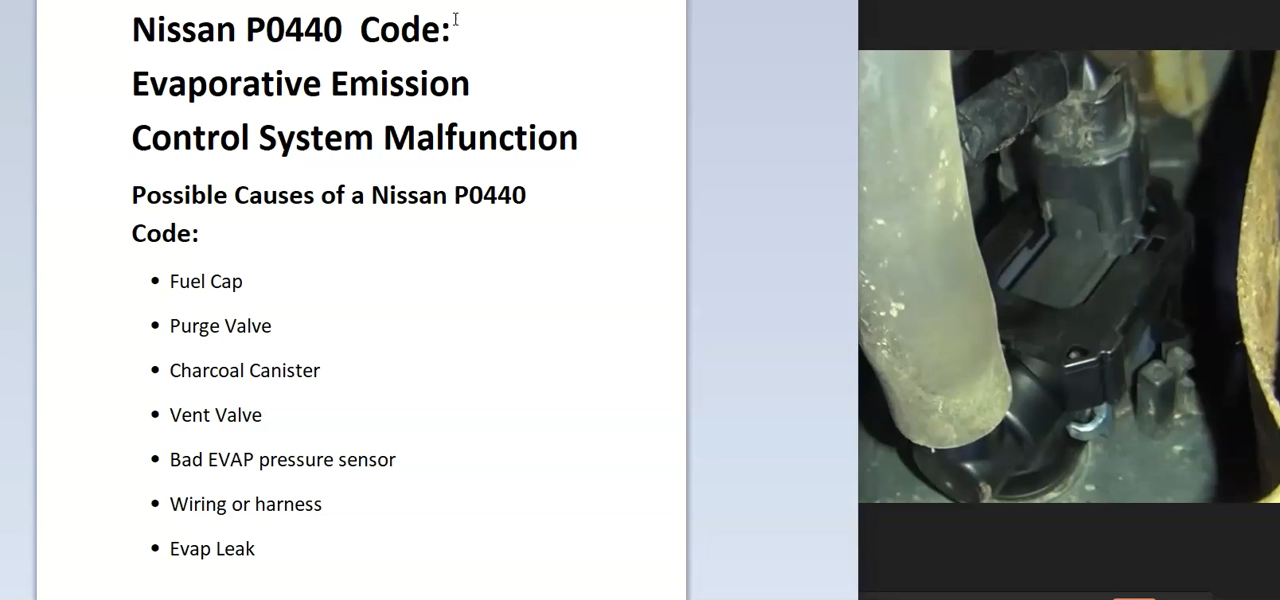 Nissan P0440  Code:
Evaporative Emission
Control System Malfunction
Possible Causes of a Nissan P0440
Code:
• Fuel Cap
• Purge Valve
• Charcoal Canister
• Vent Valve
• Bad EVAP pressure sensor
• Wiring or harness
• Evap Leak